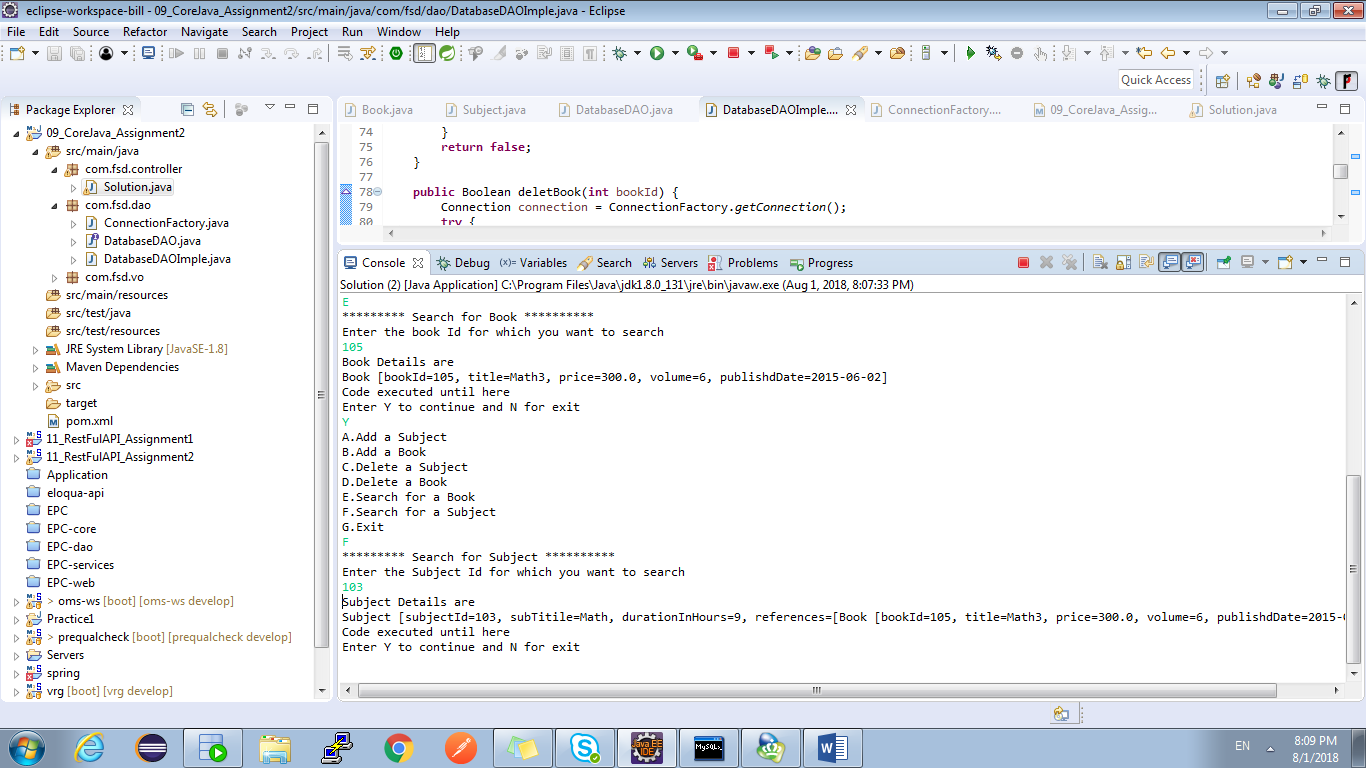 eclipse-workspace-bill - 09_CoreJava_Assignment2/src/main/java/com/fsd/dao/DatabaseDAOImple.java - Eclipse
File Edit Source Refactor Navigate Search Project Run Window Help
Quick Access
Package Explorer
09_CoreJava_Assignment2
src/main/java
com.fsd.controller
Solution.java
com.fsd.dao
ConnectionFactory.java
DatabaseDAO.java
DatabaseDAOImple.java
com.fsd.vo
src/main/resources
src/test/java
src/test/resources
JRE System Library [JavaSE-1.8]
Maven Dependencies
src
target
pom.xml
11_RestFulAPI_Assignment1
11_RestFulAPI_Assignment2
Application
eloqua-api
EPC
EPC-core
EPC-dao
EPC-services
EPC-web
> oms-ws [boot] [oms-ws develop]
Practice1
> prequalcheck [boot] [prequalcheck develop]
Servers
spring
vrg [boot] [vrg develop]
Book.java Subject.java DatabaseDAO.java DatabaseDAOImple.... ConnectionFactory.... 09_CoreJava_Assig... Solution.java
74 }
75 return false;
76 }
77
78 public Boolean deletBook(int bookId) {
79 Connection connection = ConnectionFactory.getConnection();
80 try {
Console Debug (x)= Variables Search Servers Problems Progress
Solution (2) [Java Application] C:\Program Files\Java\jdk1.8.0_131\jre\bin\javaw.exe (Aug 1, 2018, 8:07:33 PM)
E
********* Search for Book **********
Enter the book Id for which you want to search
105
Book Details are
Book [bookId=105, title=Math3, price=300.0, volume=6, publishdDate=2015-06-02]
Code executed until here
Enter Y to continue and N for exit
Y
A.Add a Subject
B.Add a Book
C.Delete a Subject
D.Delete a Book
E.Search for a Book
F.Search for a Subject
G.Exit
F
********* Search for Subject **********
Enter the Subject Id for which you want to search
103
Subject Details are
Subject [subjectId=103, subTitile=Math, durationInHours=9, references=[Book [bookId=105, title=Math3, price=300.0, volume=6, publishdDate=2015-
Code executed until here
Enter Y to continue and N for exit
Java EE IDE
MySQL
EN
8:09 PM
8/1/2018